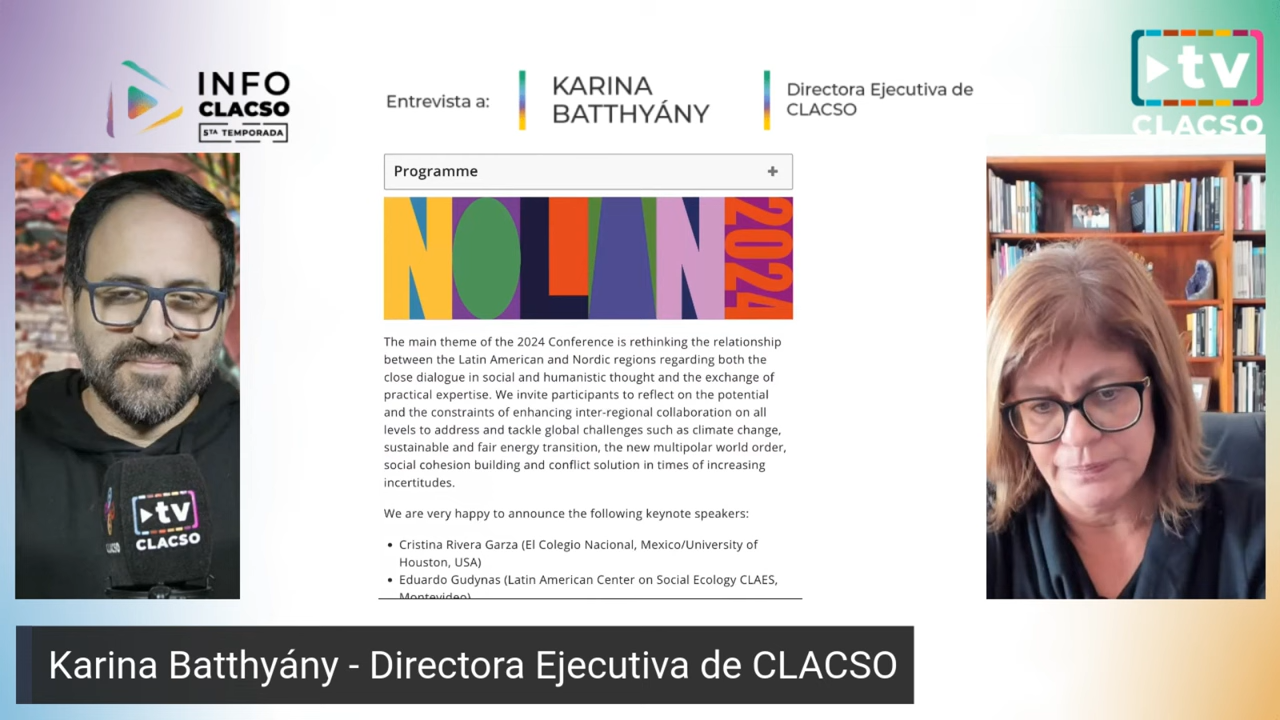 INFO
CLACSO
5TA TEMPORADA
Entrevista a:
KARINA
BATTHYÁNY
Directora Ejecutiva de
CLACSO
tv
CLACSO
Programme
+
NOLAN
2024
The main theme of the 2024 Conference is rethinking the relationship
between the Latin American and Nordic regions regarding both the
close dialogue in social and humanistic thought and the exchange of
practical expertise. We invite participants to reflect on the potential
and the constraints of enhancing inter-regional collaboration on all
levels to address and tackle global challenges such as climate change,
sustainable and fair energy transition, the new multipolar world order,
social cohesion building and conflict solution in times of increasing
incertitudes.
We are very happy to announce the following keynote speakers:
• Cristina Rivera Garza (El Colegio Nacional, Mexico/University of
Houston, USA)
• Eduardo Gudynas (Latin American Center on Social Ecology CLAES,
Montevideo)
tv
CLACSO
Karina Batthyány - Directora Ejecutiva de CLACSO